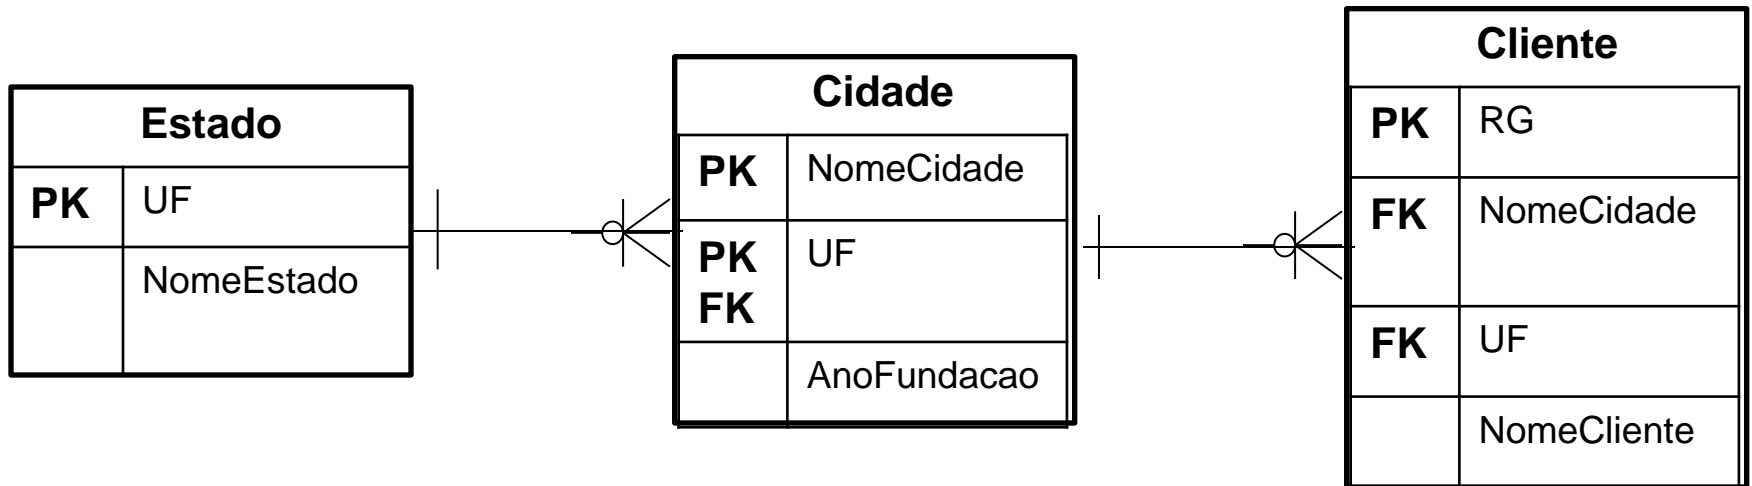 Estado
PK UF
NomeEstado
Cidade
PK NomeCidade
PK UF
FK
AnoFundacao
Cliente
PK RG
FK NomeCidade
FK UF
NomeCliente